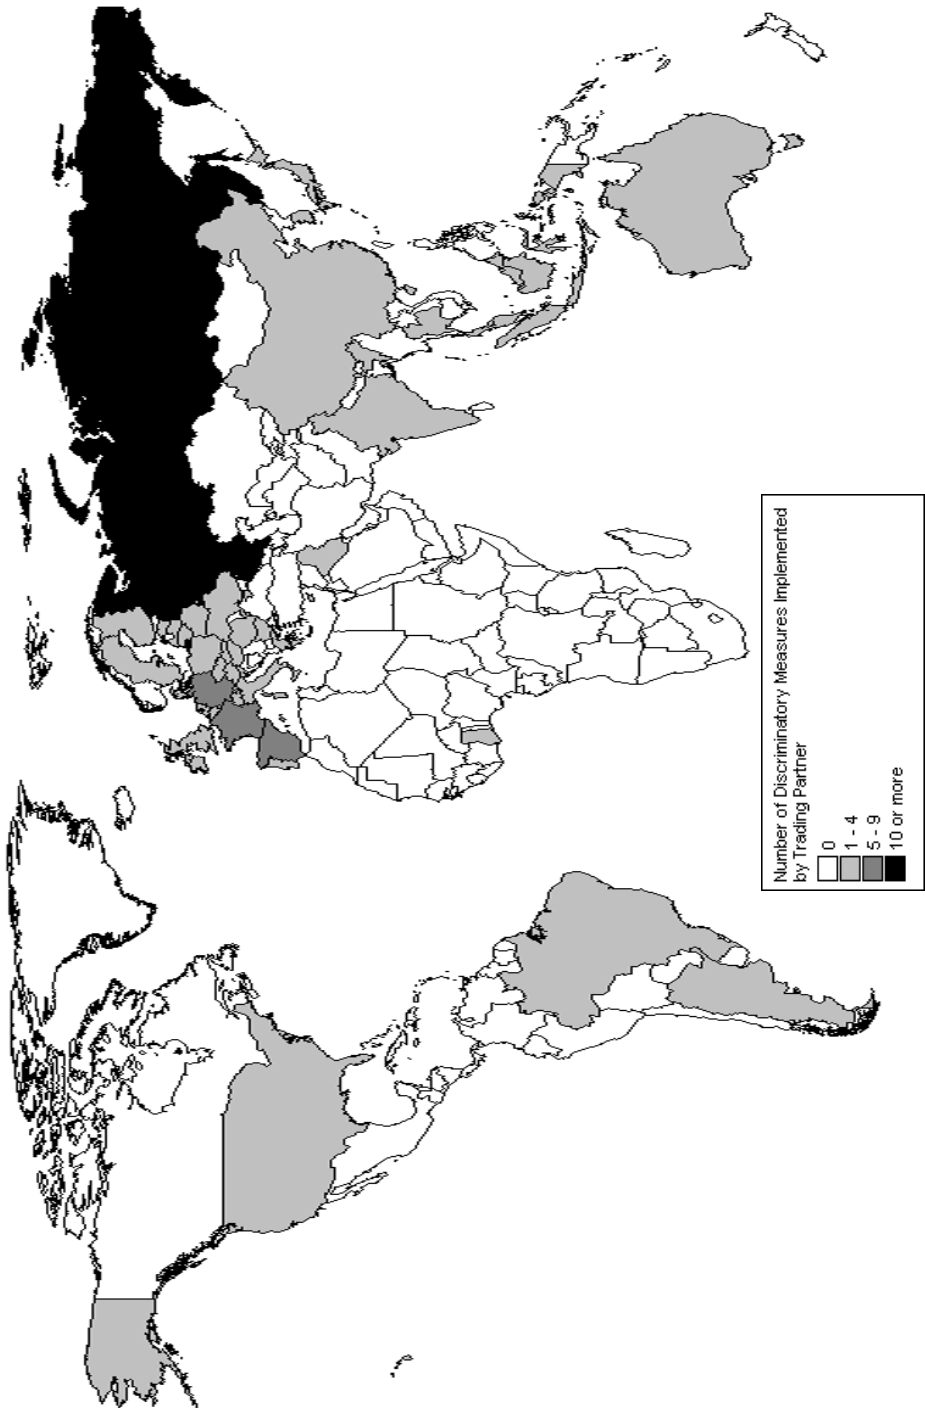 Number of Discriminatory Measures Implemented
by Trading Partner
0
1 - 4
5 - 9
10 or more